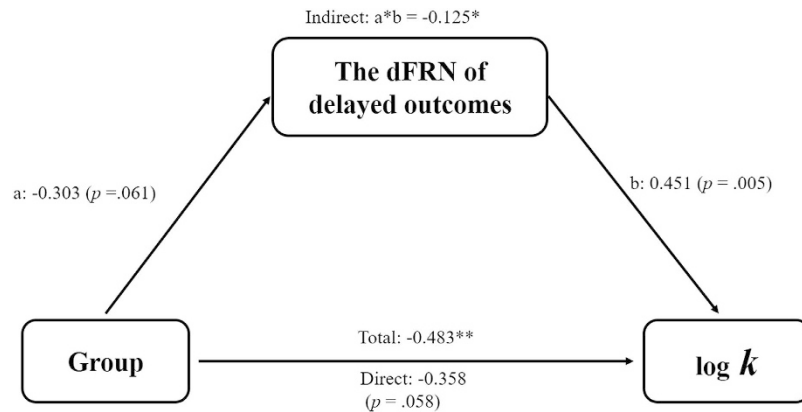 Indirect: a*b = -0.125*
The dFRN of
delayed outcomes
a: -0.303 (p =.061)
b: 0.451 (p = .005)
Group
Total: -0.483**
Direct: -0.358
(p = .058)
log k